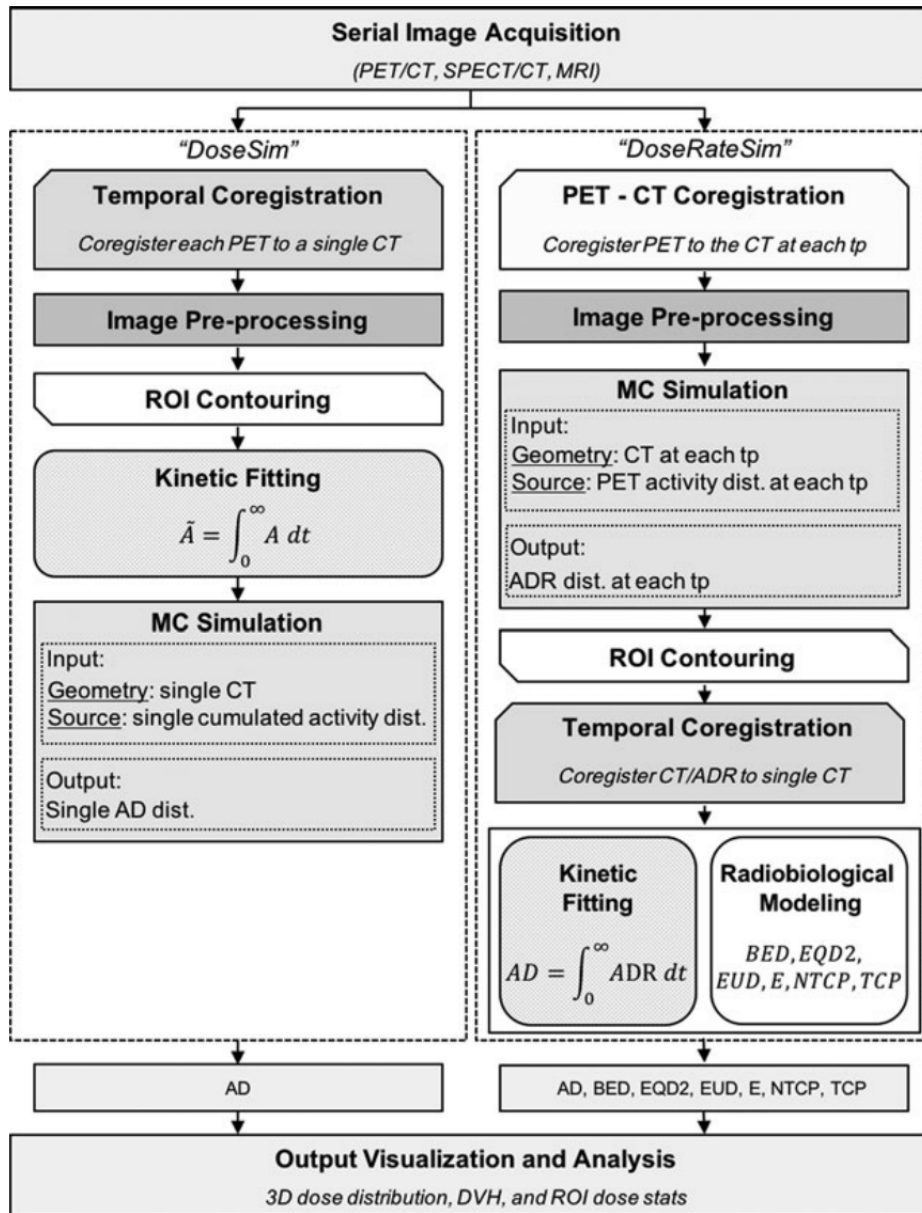 Serial Image Acquisition
(PET/CT, SPECT/CT, MRI)
"DoseSim"
Temporal Coregistration
Coregister each PET to a single CT
Image Pre-processing
ROI Contouring
Kinetic Fitting
Ã = ∫₀^∞ A dt
MC Simulation
Input:
Geometry: single CT
Source: single cumulated activity dist.
Output:
Single AD dist.
AD
"DoseRateSim"
PET - CT Coregistration
Coregister PET to the CT at each tp
Image Pre-processing
MC Simulation
Input:
Geometry: CT at each tp
Source: PET activity dist. at each tp
Output:
ADR dist. at each tp
ROI Contouring
Temporal Coregistration
Coregister CT/ADR to single CT
Kinetic
Fitting
AD = ∫₀^∞ ADR dt
Radiobiological
Modeling
BED, EQD2,
EUD, E, NTCP, TCP
AD, BED, EQD2, EUD, E, NTCP, TCP
Output Visualization and Analysis
3D dose distribution, DVH, and ROI dose stats